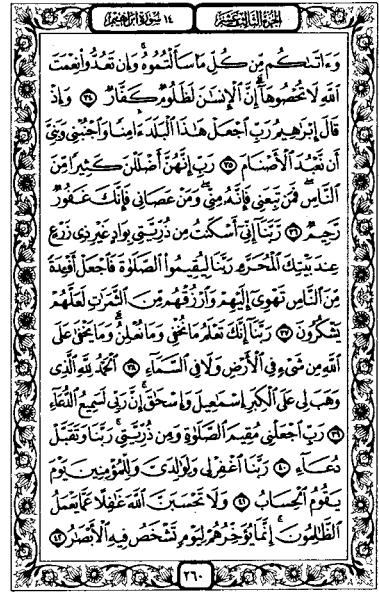 الجزء الثالث عشر
١٤ سورة إبراهيم
وَءَاتَىٰكُم مِّن كُلِّ مَا سَأَلْتُمُوهُ ۚ وَإِن تَعُدُّوا۟ نِعْمَتَ
ٱللَّهِ لَا تُحْصُوهَآ ۗ إِنَّ ٱلْإِنسَٰنَ لَظَلُومٌ كَفَّارٌ ٣٤ وَإِذْ
قَالَ إِبْرَٰهِيمُ رَبِّ ٱجْعَلْ هَٰذَا ٱلْبَلَدَ ءَامِنًا وَٱجْنُبْنِى وَبَنِىَّ
أَن نَّعْبُدَ ٱلْأَصْنَامَ ٣٥ رَبِّ إِنَّهُنَّ أَضْلَلْنَ كَثِيرًا مِّنَ
ٱلنَّاسِ ۖ فَمَن تَبِعَنِى فَإِنَّهُۥ مِنِّى ۖ وَمَنْ عَصَانِى فَإِنَّكَ غَفُورٌ
رَّحِيمٌ ٣٦ رَّبَّنَآ إِنِّىٓ أَسْكَنتُ مِن ذُرِّيَّتِى بِوَادٍ غَيْرِ ذِى زَرْعٍ
عِندَ بَيْتِكَ ٱلْمُحَرَّمِ رَبَّنَا لِيُقِيمُوا۟ ٱلصَّلَوٰةَ فَٱجْعَلْ أَفْـِٔدَةً
مِّنَ ٱلنَّاسِ تَهْوِىٓ إِلَيْهِمْ وَٱرْزُقْهُم مِّنَ ٱلثَّمَرَٰتِ لَعَلَّهُمْ
يَشْكُرُونَ ٣٧ رَبَّنَآ إِنَّكَ تَعْلَمُ مَا نُخْفِى وَمَا نُعْلِنُ ۗ وَمَا يَخْفَىٰ عَلَى
ٱللَّهِ مِن شَىْءٍ فِى ٱلْأَرْضِ وَلَا فِى ٱلسَّمَآءِ ٣٨ ٱلْحَمْدُ لِلَّهِ ٱلَّذِى
وَهَبَ لِى عَلَى ٱلْكِبَرِ إِسْمَٰعِيلَ وَإِسْحَٰقَ ۚ إِنَّ رَبِّى لَسَمِيعُ ٱلدُّعَآءِ
٣٩ رَبِّ ٱجْعَلْنِى مُقِيمَ ٱلصَّلَوٰةِ وَمِن ذُرِّيَّتِى ۚ رَبَّنَا وَتَقَبَّلْ
دُعَآءِ ٤٠ رَبَّنَا ٱغْفِرْ لِى وَلِوَٰلِدَىَّ وَلِلْمُؤْمِنِينَ يَوْمَ
يَقُومُ ٱلْحِسَابُ ٤١ وَلَا تَحْسَبَنَّ ٱللَّهَ غَٰفِلًا عَمَّا يَعْمَلُ
ٱلظَّٰلِمُونَ ۚ إِنَّمَا يُؤَخِّرُهُمْ لِيَوْمٍ تَشْخَصُ فِيهِ ٱلْأَبْصَٰرُ ٤٢
٢٦٠